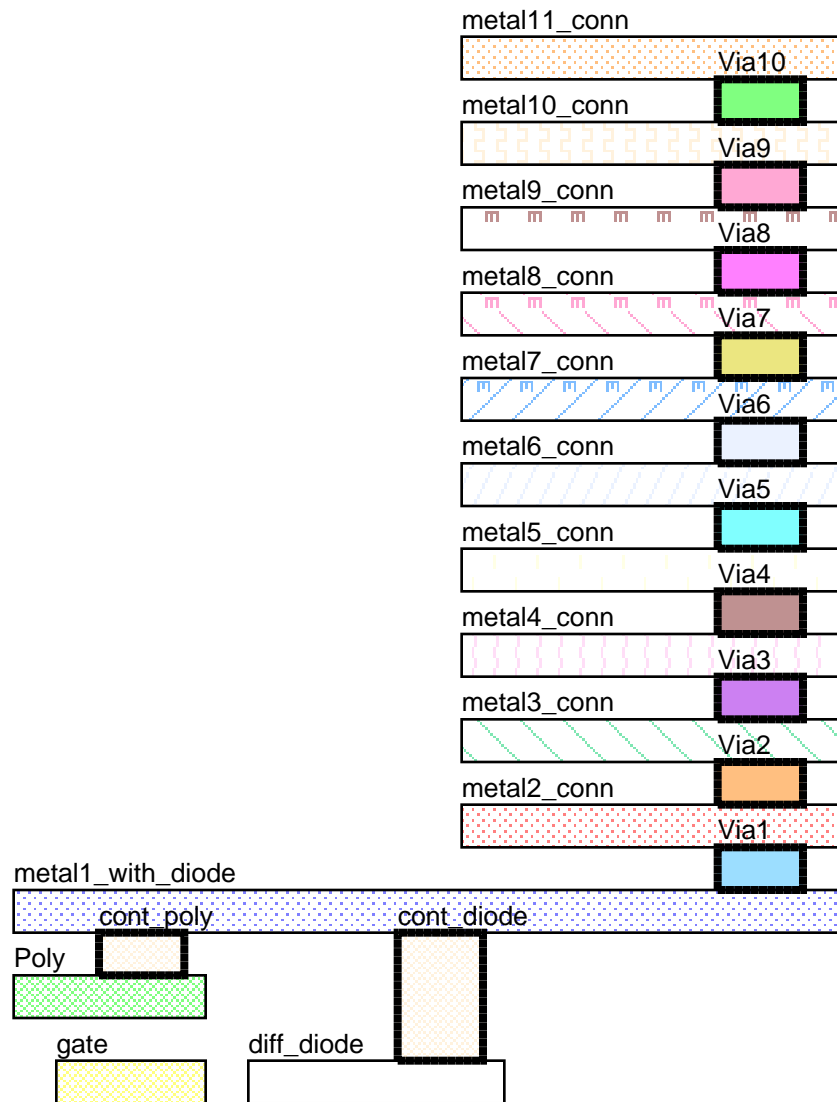 metal11_conn
Via10
metal10_conn
Via9
metal9_conn
Via8
metal8_conn
Via7
metal7_conn
Via6
metal6_conn
Via5
metal5_conn
Via4
metal4_conn
Via3
metal3_conn
Via2
metal2_conn
Via1
metal1_with_diode
cont_poly cont_diode
Poly
gate diff_diode